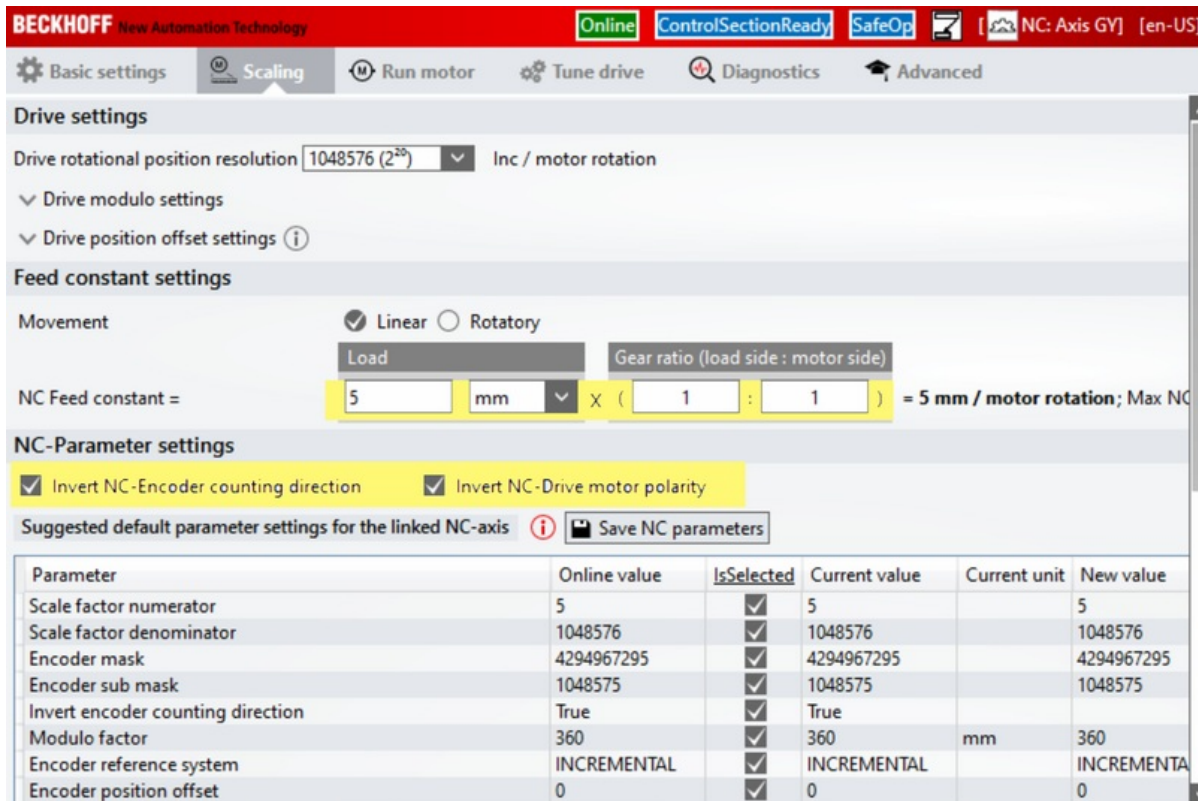 BECKHOFF New Automation Technology Online ControlSectionReady SafeOp [ NC: Axis GY] [en-US]
Basic settings Scaling Run motor Tune drive Diagnostics Advanced
Drive settings
Drive rotational position resolution 1048576 (2²⁰) Inc / motor rotation
Drive modulo settings
Drive position offset settings
Feed constant settings
Movement Linear Rotatory
Load Gear ratio (load side : motor side)
NC Feed constant = 5 mm X ( 1 : 1 ) = 5 mm / motor rotation; Max NC
NC-Parameter settings
Invert NC-Encoder counting direction Invert NC-Drive motor polarity
Suggested default parameter settings for the linked NC-axis Save NC parameters
Parameter Online value IsSelected Current value Current unit New value
Scale factor numerator 5 5 5
Scale factor denominator 1048576 1048576 1048576
Encoder mask 4294967295 4294967295 4294967295
Encoder sub mask 1048575 1048575 1048575
Invert encoder counting direction True True
Modulo factor 360 360 mm 360
Encoder reference system INCREMENTAL INCREMENTAL INCREMENTA
Encoder position offset 0 0 0